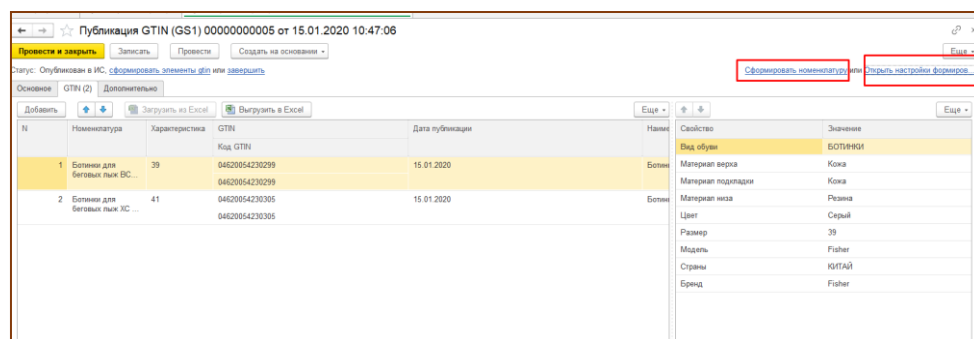 Публикация GTIN (GS1) 00000000005 от 15.01.2020 10:47:06
Провести и закрыть Записать Провести Создать на основании Еще
Статус: Опубликован в ИС, сформировать элементы gtin или завершить Сформировать номенклатуру или Открыть настройки формиров...
Основное GTIN (2) Дополнительно
Добавить Загрузить из Excel Выгрузить в Excel Еще Еще
N Номенклатура Характеристика GTIN Дата публикации Наиме Свойство Значение
Код GTIN
Вид обуви БОТИНКИ
1 Ботинки для беговых лыж BC... 39 04620054230299 15.01.2020 Ботин
04620054230299
Материал верха Кожа
Материал подкладки Кожа
2 Ботинки для беговых лыж XC ... 41 04620054230305 15.01.2020 Ботин
04620054230305
Материал низа Резина
Цвет Серый
Размер 39
Модель Fisher
Страны КИТАЙ
Бренд Fisher